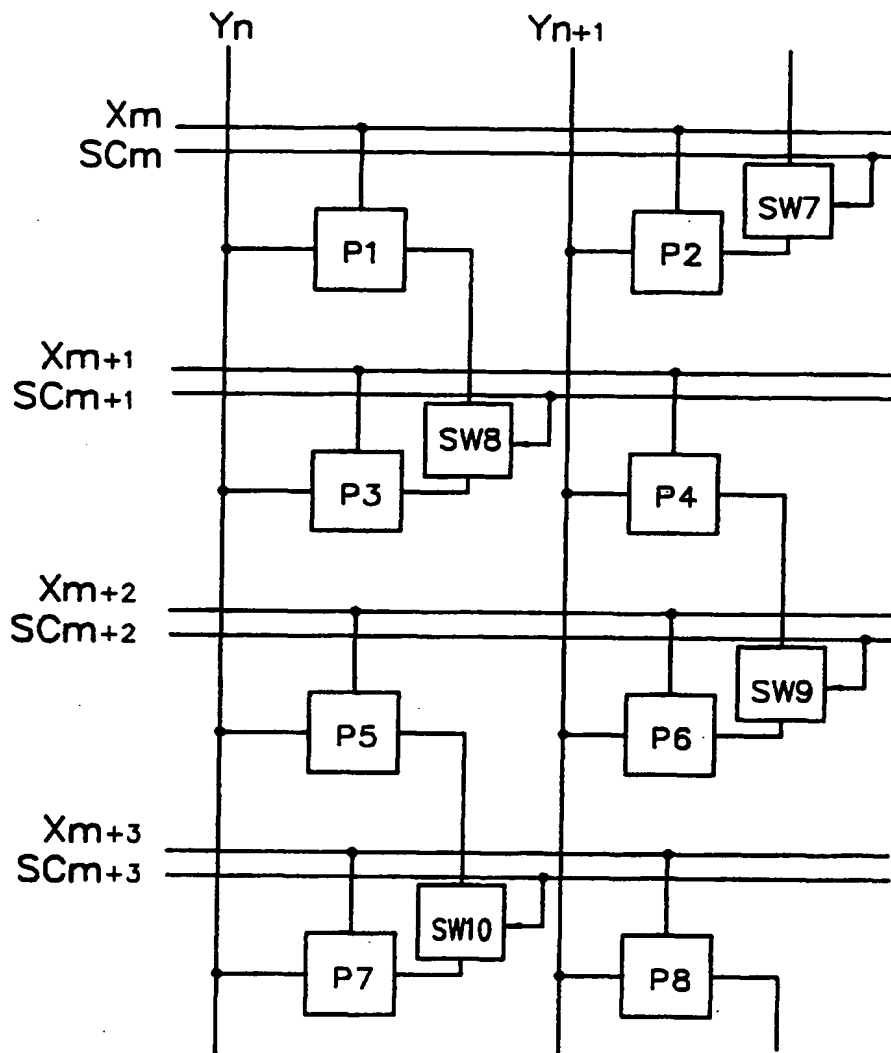 Yn Yn+1
Xm
SCm
SW7
P1 P2
Xm+1
SCm+1
SW8
P3 P4
Xm+2
SCm+2
SW9
P5 P6
Xm+3
SCm+3
SW10
P7 P8